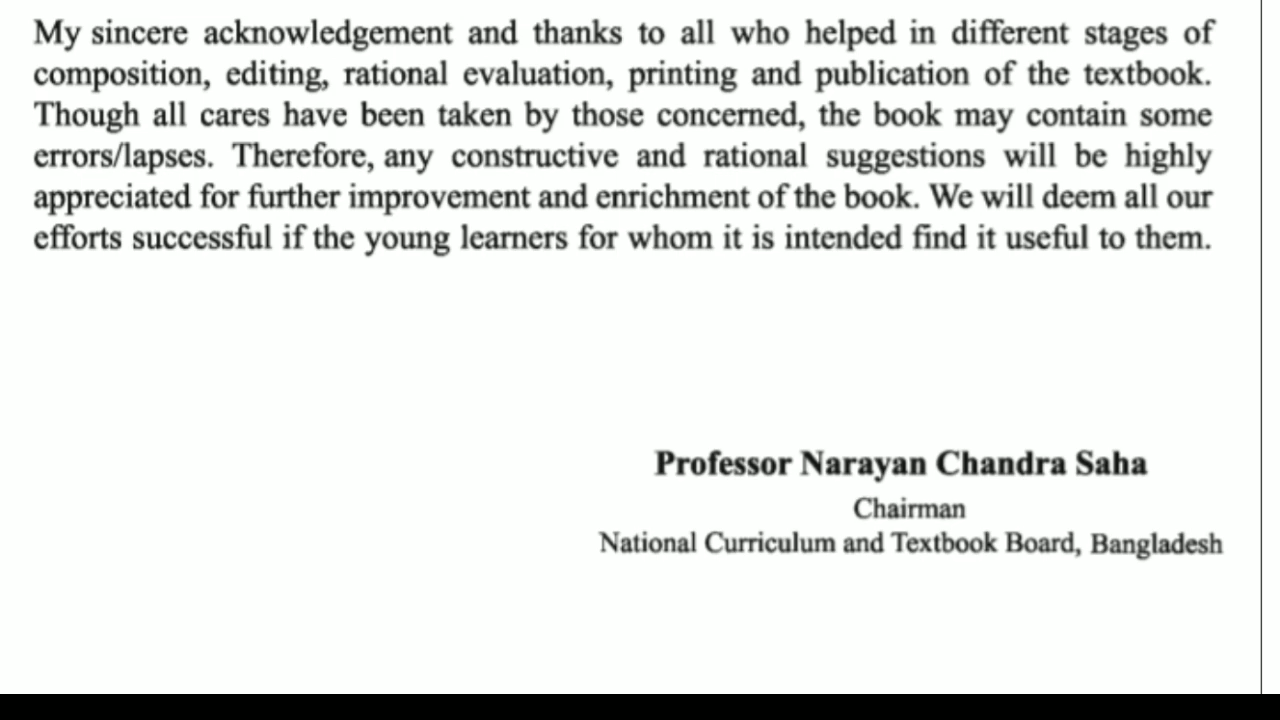 My sincere acknowledgement and thanks to all who helped in different stages of
composition, editing, rational evaluation, printing and publication of the textbook.
Though all cares have been taken by those concerned, the book may contain some
errors/lapses. Therefore, any constructive and rational suggestions will be highly
appreciated for further improvement and enrichment of the book. We will deem all our
efforts successful if the young learners for whom it is intended find it useful to them.
Professor Narayan Chandra Saha
Chairman
National Curriculum and Textbook Board, Bangladesh